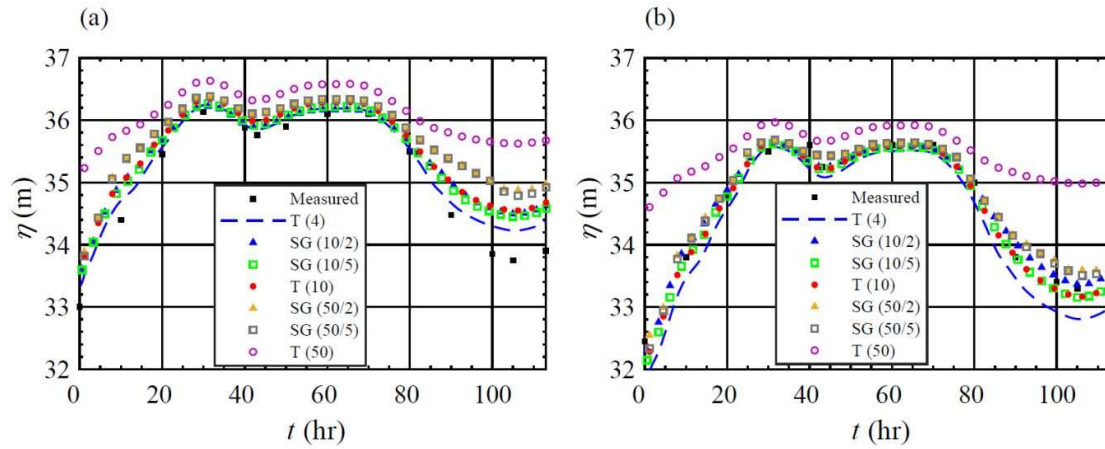 (a)
37
36
35
34
33
32
η (m)
0
20
40
60
80
100
t (hr)
Measured
T (4)
SG (10/2)
SG (10/5)
T (10)
SG (50/2)
SG (50/5)
T (50)
(b)
37
36
35
34
33
32
η (m)
0
20
40
60
80
100
t (hr)
Measured
T (4)
SG (10/2)
SG (10/5)
T (10)
SG (50/2)
SG (50/5)
T (50)